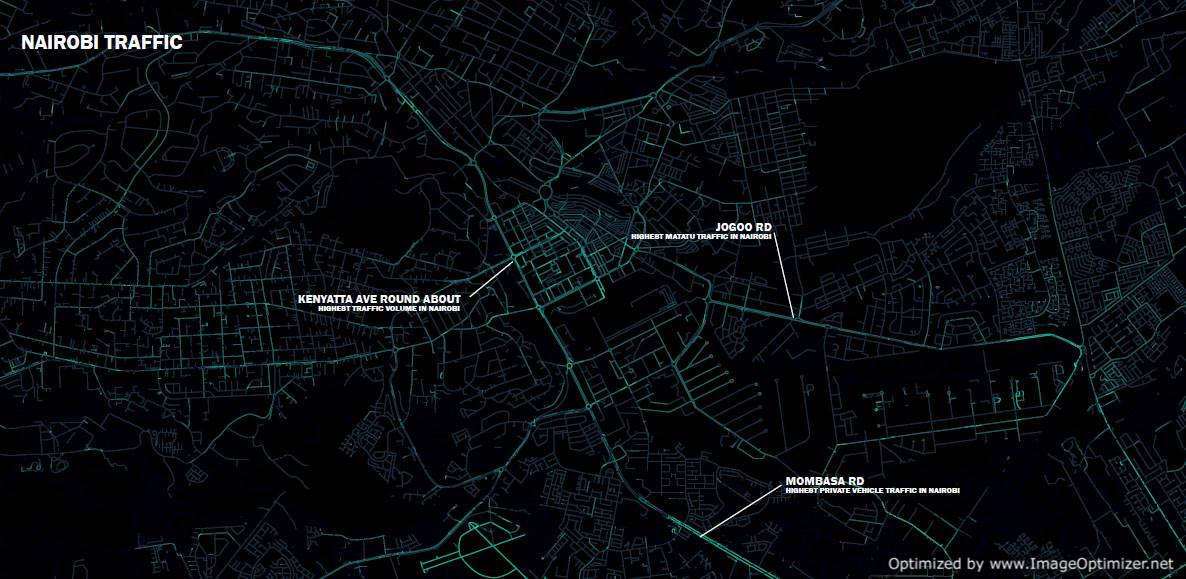 NAIROBI TRAFFIC
JOGOO RD
HIGHEST MATATU TRAFFIC IN NAIROBI
KENYATTA AVE ROUND ABOUT
HIGHEST TRAFFIC VOLUME IN NAIROBI
MOMBASA RD
HIGHEST PRIVATE VEHICLE TRAFFIC IN NAIROBI
Optimized by www.ImageOptimizer.net